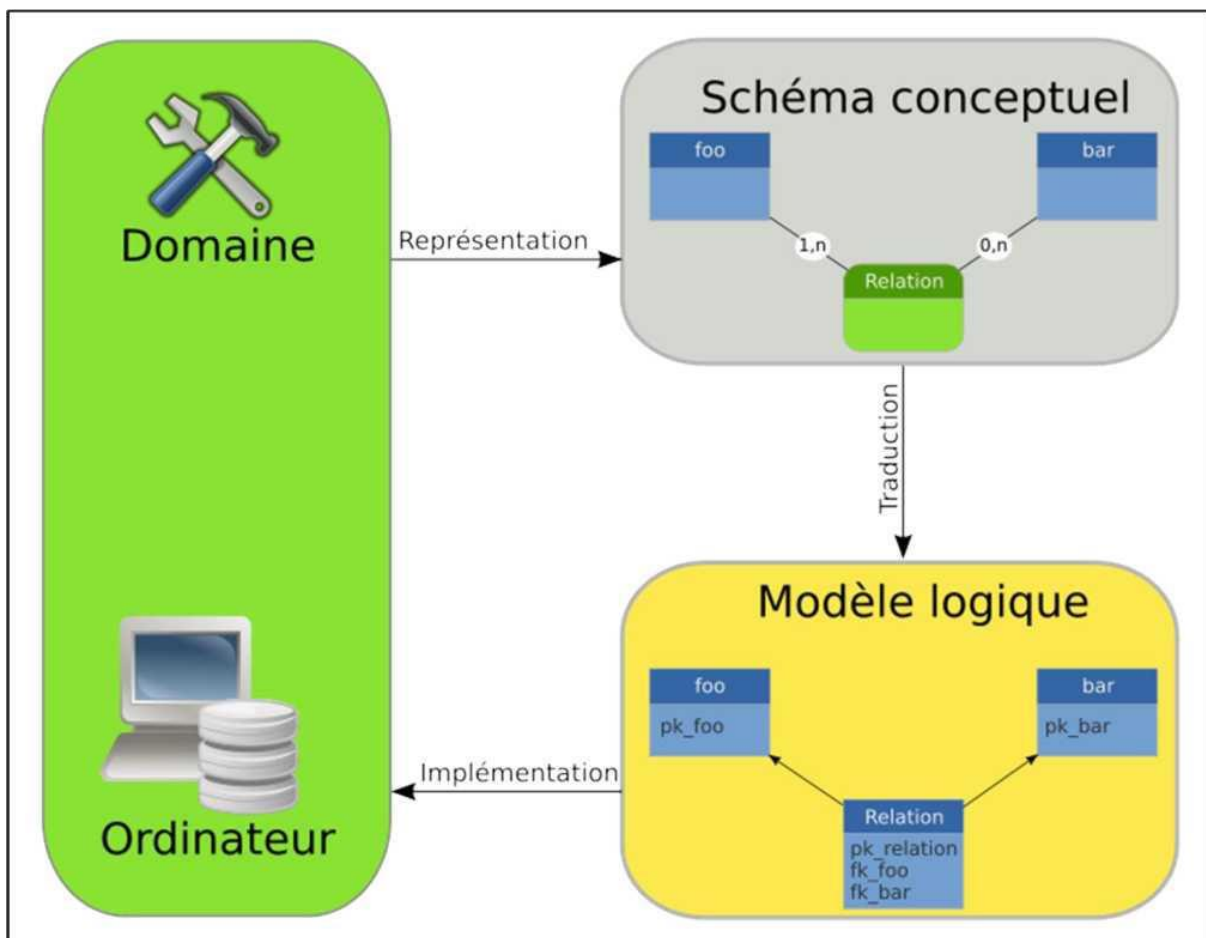 Domaine
Représentation
Schéma conceptuel
foo
bar
1,n
0,n
Relation
Traduction
Modèle logique
foo
bar
pk_foo
pk_bar
Relation
pk_relation
fk_foo
fk_bar
Implémentation
Ordinateur